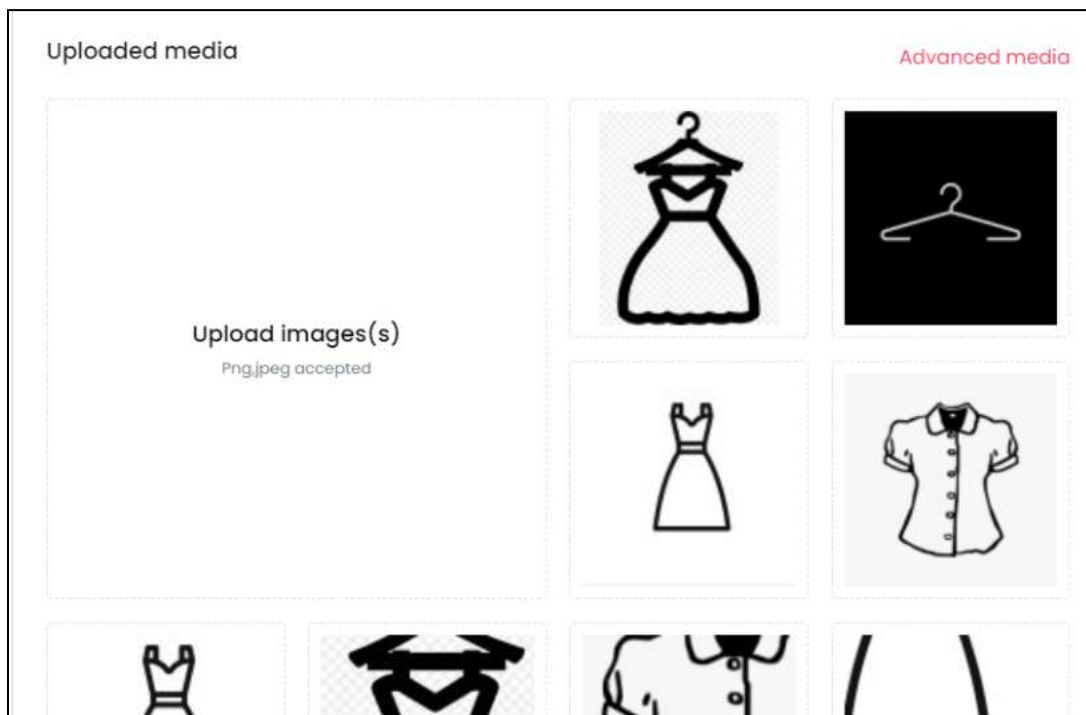 Uploaded media
Advanced media
Upload images(s)
Png,jpeg accepted